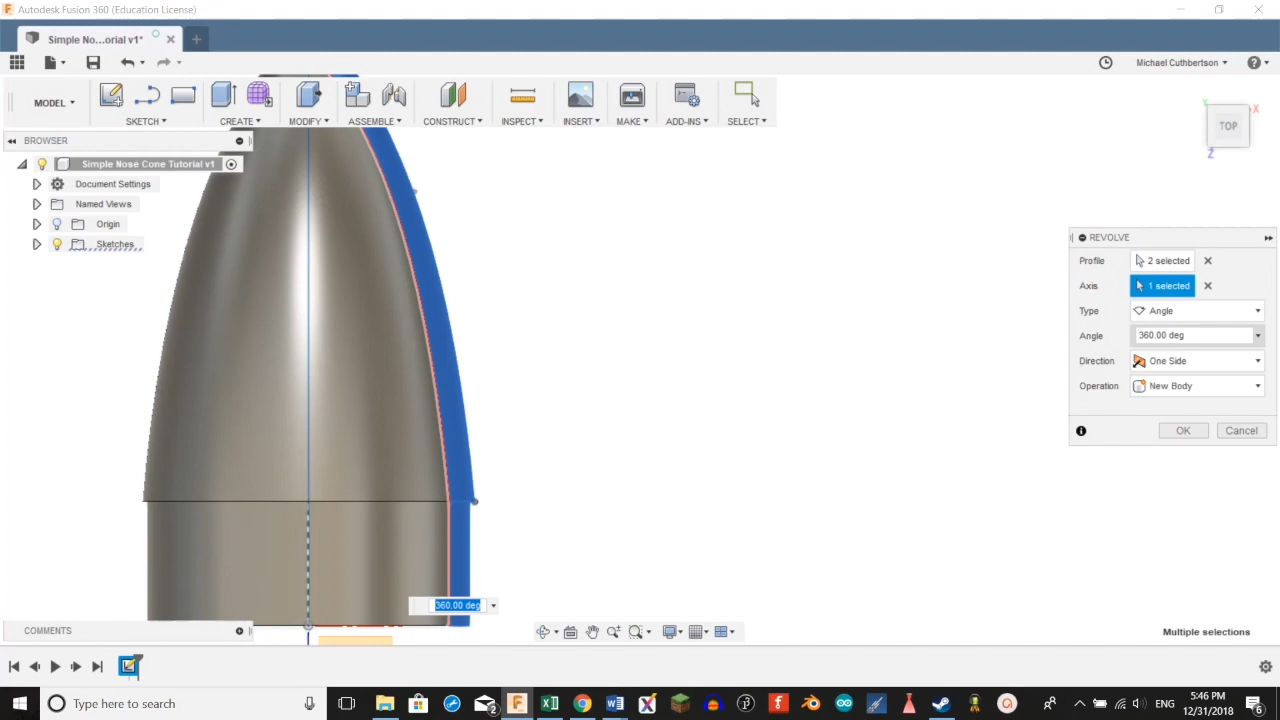 Autodesk Fusion 360 (Education License)
Simple No...orial v1*
Michael Cuthbertson
MODEL
SKETCH
CREATE
MODIFY
ASSEMBLE
CONSTRUCT
INSPECT
INSERT
MAKE
ADD-INS
SELECT
BROWSER
Simple Nose Cone Tutorial v1
Document Settings
Named Views
Origin
Sketches
Y
X
TOP
Z
REVOLVE
Profile 2 selected
Axis 1 selected
Type Angle
Angle 360.00 deg
Direction One Side
Operation New Body
OK Cancel
360.00 deg
COMMENTS
Multiple selections
Type here to search
2
ENG
5:46 PM
12/31/2018
6